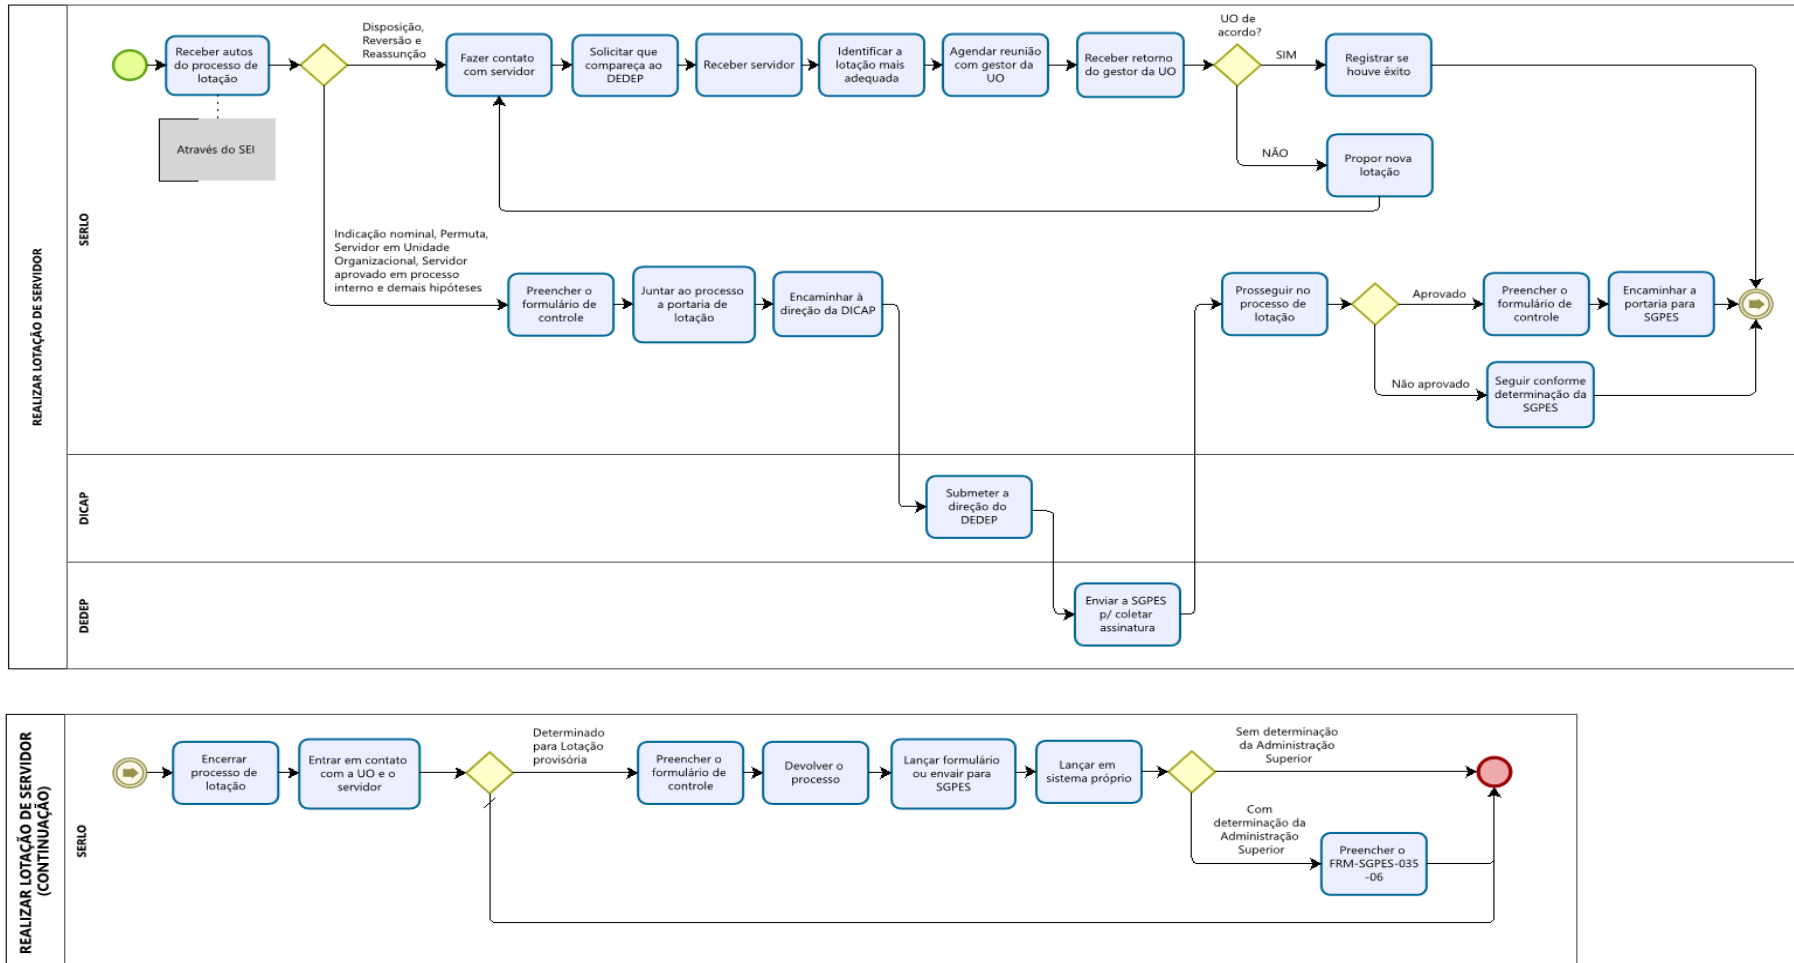 REALIZAR LOTAÇÃO DE SERVIDOR
SERLO
Receber autos
do processo de
lotação
Através do SEI
Disposição,
Reversão e
Reassunção
Fazer contato
com servidor
Solicitar que
compareça ao
DEDEP
Receber servidor
Identificar a
lotação mais
adequada
Agendar reunião
com gestor da
UO
Receber retorno
do gestor da UO
UO de
acordo?
SIM
Registrar se
houve êxito
NÃO
Propor nova
lotação
Indicação nominal, Permuta,
Servidor em Unidade
Organizacional, Servidor
aprovado em processo
interno e demais hipóteses
Preencher o
formulário de
controle
Juntar ao processo
a portaria de
lotação
Encaminhar à
direção da DICAP
Prosseguir no
processo de
lotação
Aprovado
Preencher o
formulário de
controle
Encaminhar a
portaria para
SGPES
Não aprovado
Seguir conforme
determinação da
SGPES
DICAP
Submeter a
direção do
DEDEP
DEDEP
Enviar a SGPES
p/ coletar
assinatura
REALIZAR LOTAÇÃO DE SERVIDOR
(CONTINUAÇÃO)
SERLO
Encerrar
processo de
lotação
Entrar em contato
com a UO e o
servidor
Determinado
para Lotação
provisória
Preencher o
formulário de
controle
Devolver o
processo
Lançar formulário
ou envair para
SGPES
Lançar em
sistema próprio
Sem determinação
da Administração
Superior
Com
determinação da
Administração
Superior
Preencher o
FRM-SGPES-035
-06